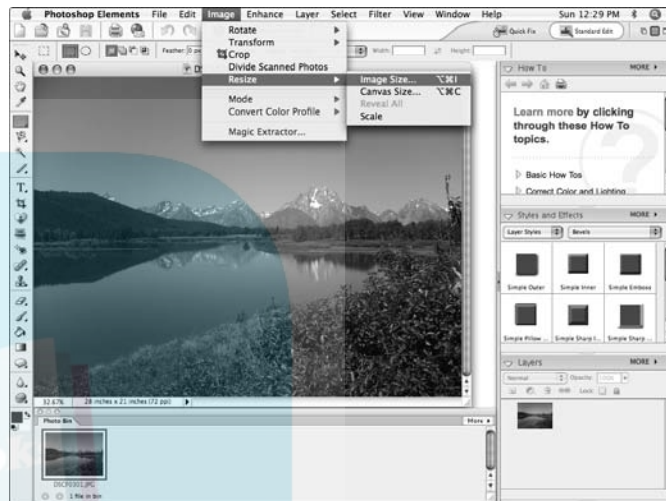 Photoshop Elements File Edit Image Enhance Layer Select Filter View Window Help Sun 12:29 PM
Feather: Width: Height: Quick Fix Standard Edit
Rotate
Transform
Crop
Divide Scanned Photos
Resize
Mode
Convert Color Profile
Magic Extractor...
Image Size... ⌥⌘I
Canvas Size... ⌥⌘C
Reveal All
Scale
How To MORE
Learn more by clicking
through these How To
topics.
Basic How Tos
Correct Color and Lighting
Styles and Effects MORE
Layer Styles Bevels
Simple Outer Simple Inner Simple Emboss
Simple Pillow ... Simple Sharp I... Simple Sharp ...
Layers MORE
Normal Opacity:
Lock:
32.67% 28 inches x 21 inches (72 ppi)
Photo Bin More
DSCF0301.JPG
1 file in bin